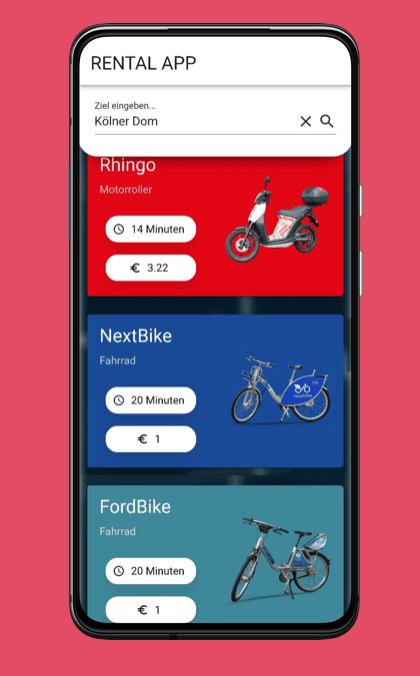 RENTAL APP
Ziel eingeben...
Kölner Dom
Rhingo
Motorroller
14 Minuten
€ 3.22
NextBike
Fahrrad
20 Minuten
€ 1
nextbike
FordBike
Fahrrad
20 Minuten
€ 1